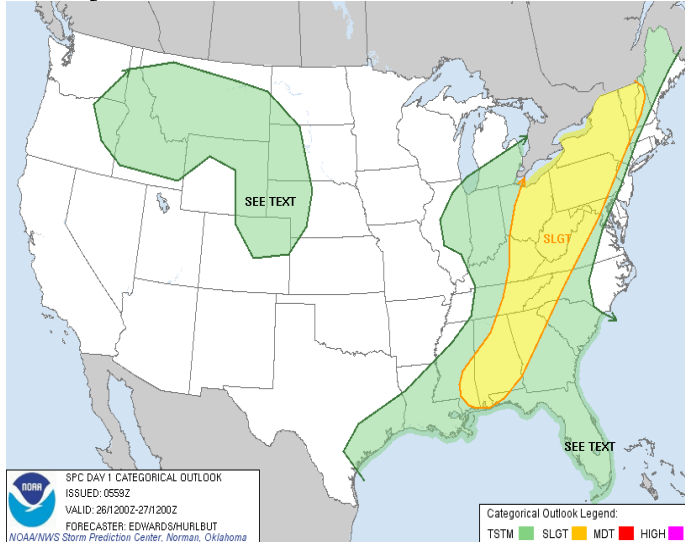 SEE TEXT
SLGT
SEE TEXT
NOAA
SPC DAY 1 CATEGORICAL OUTLOOK
ISSUED: 0559Z
VALID: 26/1200Z-27/1200Z
FORECASTER: EDWARDS/HURLBUT
NOAA/NWS Storm Prediction Center, Norman, Oklahoma
Categorical Outlook Legend:
TSTM SLGT MDT HIGH